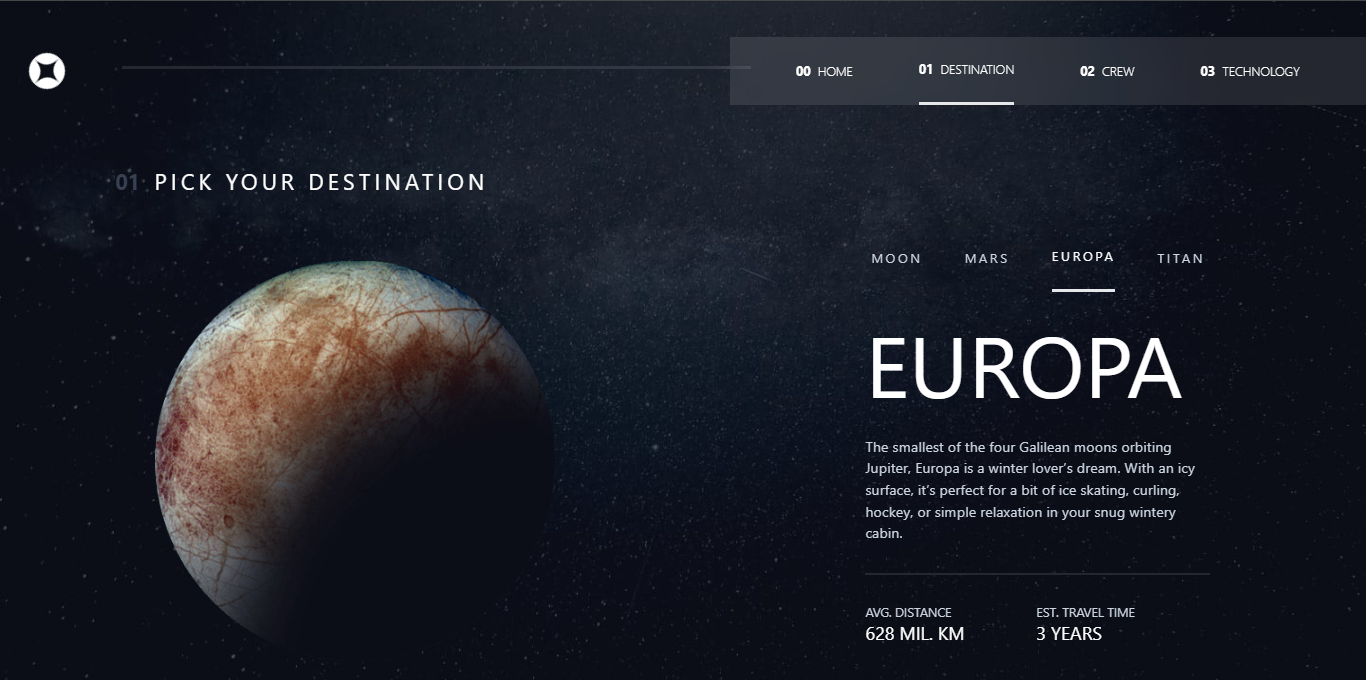 00 HOME 01 DESTINATION 02 CREW 03 TECHNOLOGY
01 PICK YOUR DESTINATION
MOON MARS EUROPA TITAN
EUROPA
The smallest of the four Galilean moons orbiting
Jupiter, Europa is a winter lover’s dream. With an icy
surface, it’s perfect for a bit of ice skating, curling,
hockey, or simple relaxation in your snug wintery
cabin.
AVG. DISTANCE EST. TRAVEL TIME
628 MIL. KM 3 YEARS